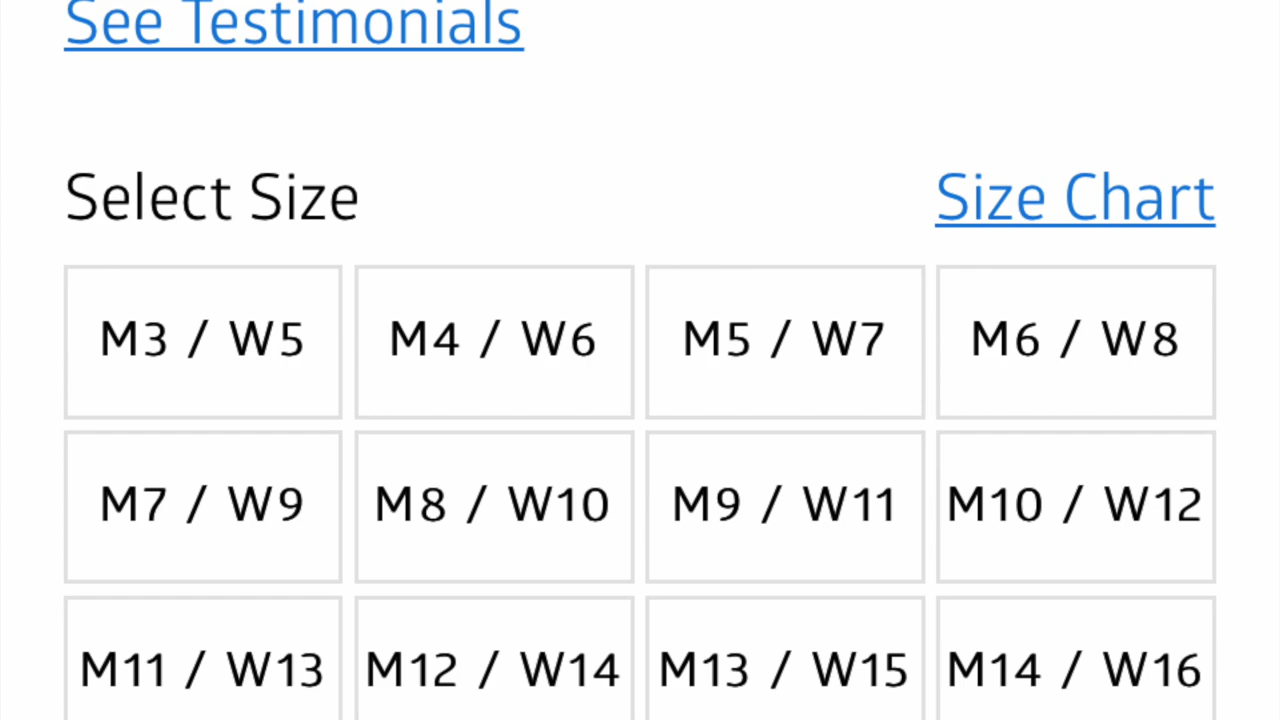 See Testimonials
Select Size
Size Chart
M3 / W5
M4 / W6
M5 / W7
M6 / W8
M7 / W9
M8 / W10
M9 / W11
M10 / W12
M11 / W13
M12 / W14
M13 / W15
M14 / W16